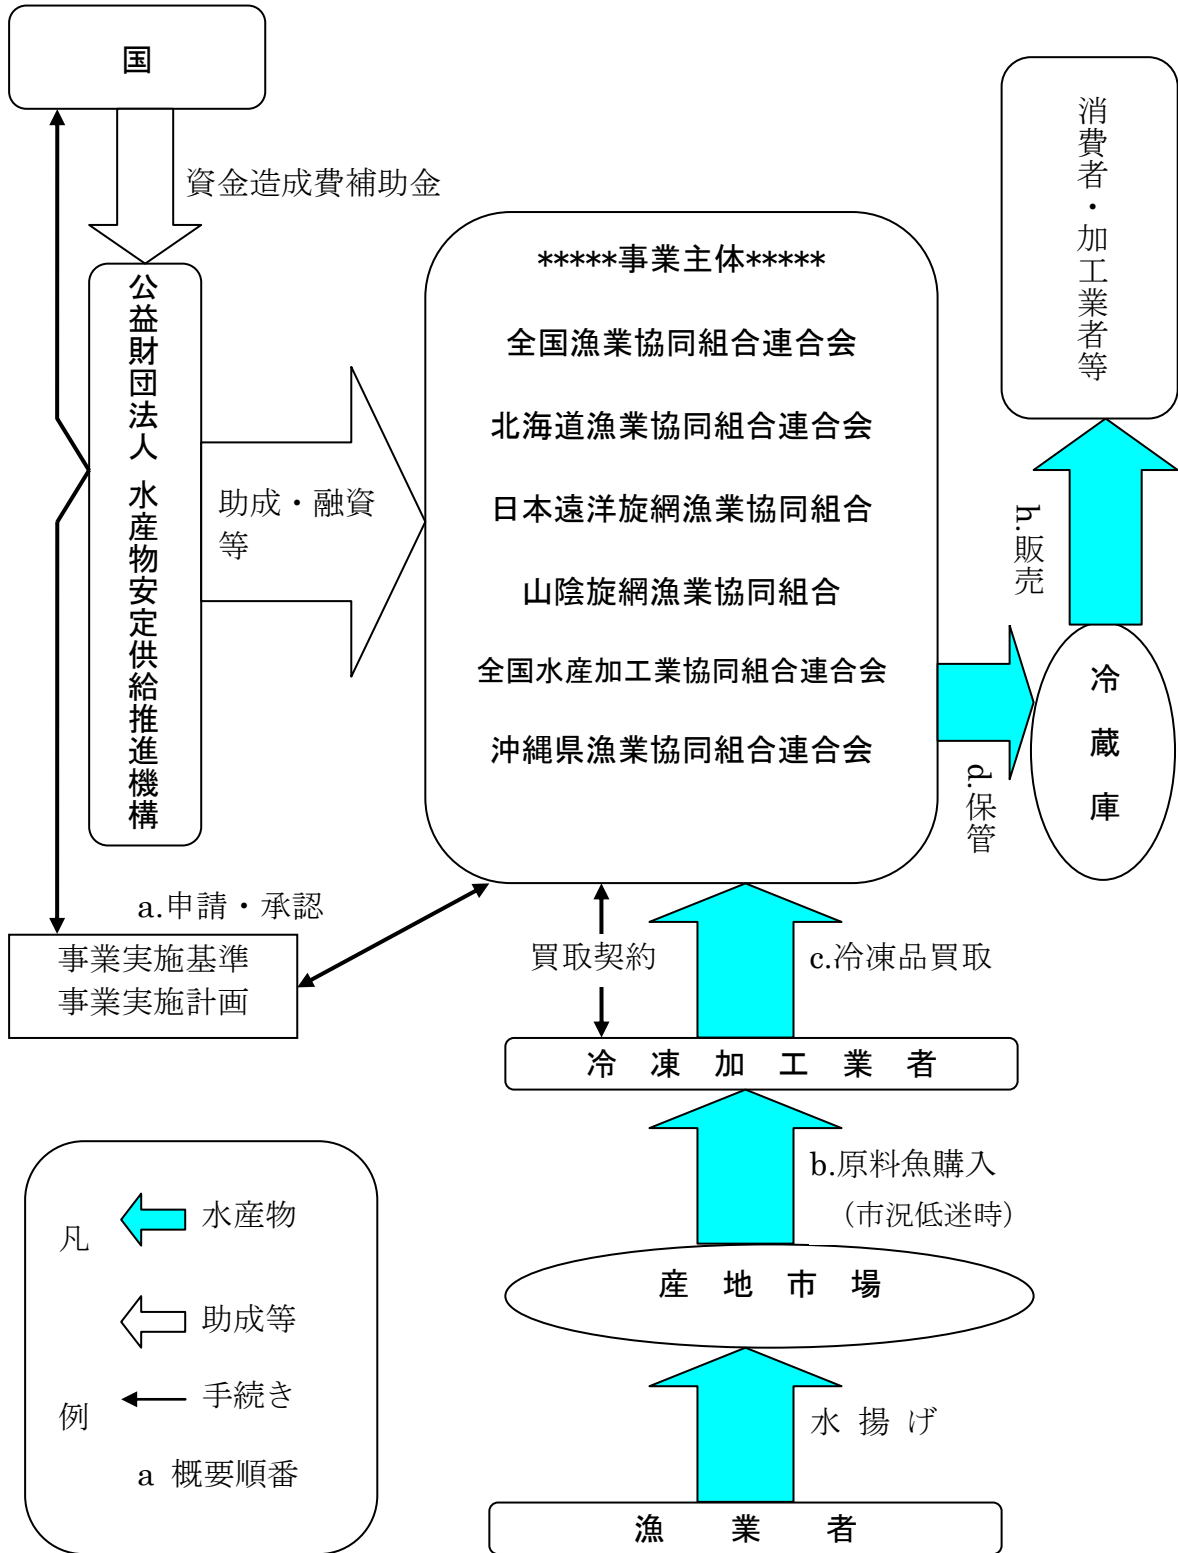 国
資金造成費補助金
公益財団法人 水産物安定供給推進機構
助成・融資
等
*****事業主体*****
全国漁業協同組合連合会
北海道漁業協同組合連合会
日本遠洋旋網漁業協同組合
山陰旋網漁業協同組合
全国水産加工業協同組合連合会
沖縄県漁業協同組合連合会
消費者・加工業者等
h.販売
冷蔵庫
d.保管
a.申請・承認
事業実施基準
事業実施計画
買取契約
c.冷凍品買取
冷凍加工業者
b.原料魚購入
（市況低迷時）
産地市場
水揚げ
漁業者
凡例
水産物
助成等
手続き
a 概要順番